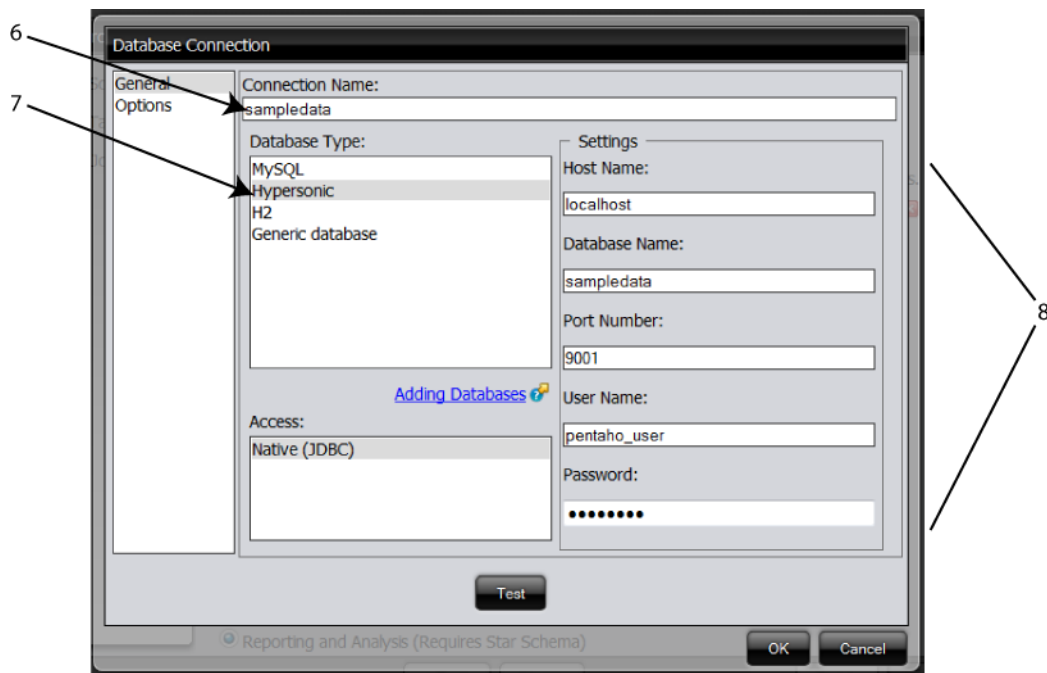 6
7
8
Database Connection
General
Options
Connection Name:
sampledata
Database Type:
MySQL
Hypersonic
H2
Generic database
Adding Databases
Access:
Native (JDBC)
Settings
Host Name:
localhost
Database Name:
sampledata
Port Number:
9001
User Name:
pentaho_user
Password:
••••••••
Test
Reporting and Analysis (Requires Star Schema)
OK
Cancel